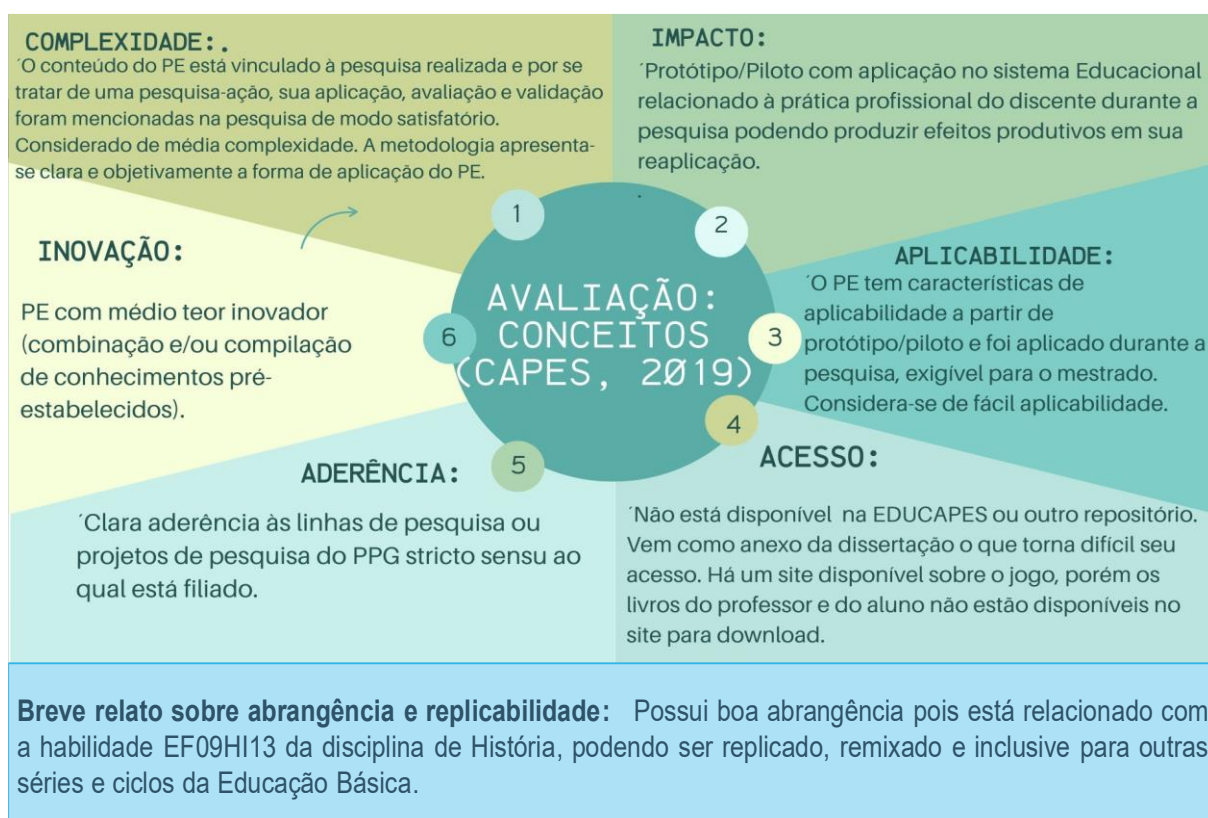 COMPLEXIDADE:.
´O conteúdo do PE está vinculado à pesquisa realizada e por se
tratar de uma pesquisa-ação, sua aplicação, avaliação e validação
foram mencionadas na pesquisa de modo satisfatório.
Considerado de média complexidade. A metodologia apresenta-
se clara e objetivamente a forma de aplicação do PE.
IMPACTO:
´Protótipo/Piloto com aplicação no sistema Educacional
relacionado à prática profissional do discente durante a
pesquisa podendo produzir efeitos produtivos em sua
reaplicação.
.
APLICABILIDADE:
´O PE tem características de
aplicabilidade a partir de
protótipo/piloto e foi aplicado durante a
pesquisa, exigível para o mestrado.
Considera-se de fácil aplicabilidade.
ACESSO:
´Não está disponível na EDUCAPES ou outro repositório.
Vem como anexo da dissertação o que torna difícil seu
acesso. Há um site disponível sobre o jogo, porém os
livros do professor e do aluno não estão disponíveis no
site para download.
ADERÊNCIA:
´Clara aderência às linhas de pesquisa ou
projetos de pesquisa do PPG stricto sensu ao
qual está filiado.
INOVAÇÃO:
PE com médio teor inovador
(combinação e/ou compilação
de conhecimentos pré-
estabelecidos).
1
2
3
4
5
6
AVALIAÇÃO:
CONCEITOS
(CAPES, 2019)
Breve relato sobre abrangência e replicabilidade: Possui boa abrangência pois está relacionado com
a habilidade EF09HI13 da disciplina de História, podendo ser replicado, remixado e inclusive para outras
séries e ciclos da Educação Básica.